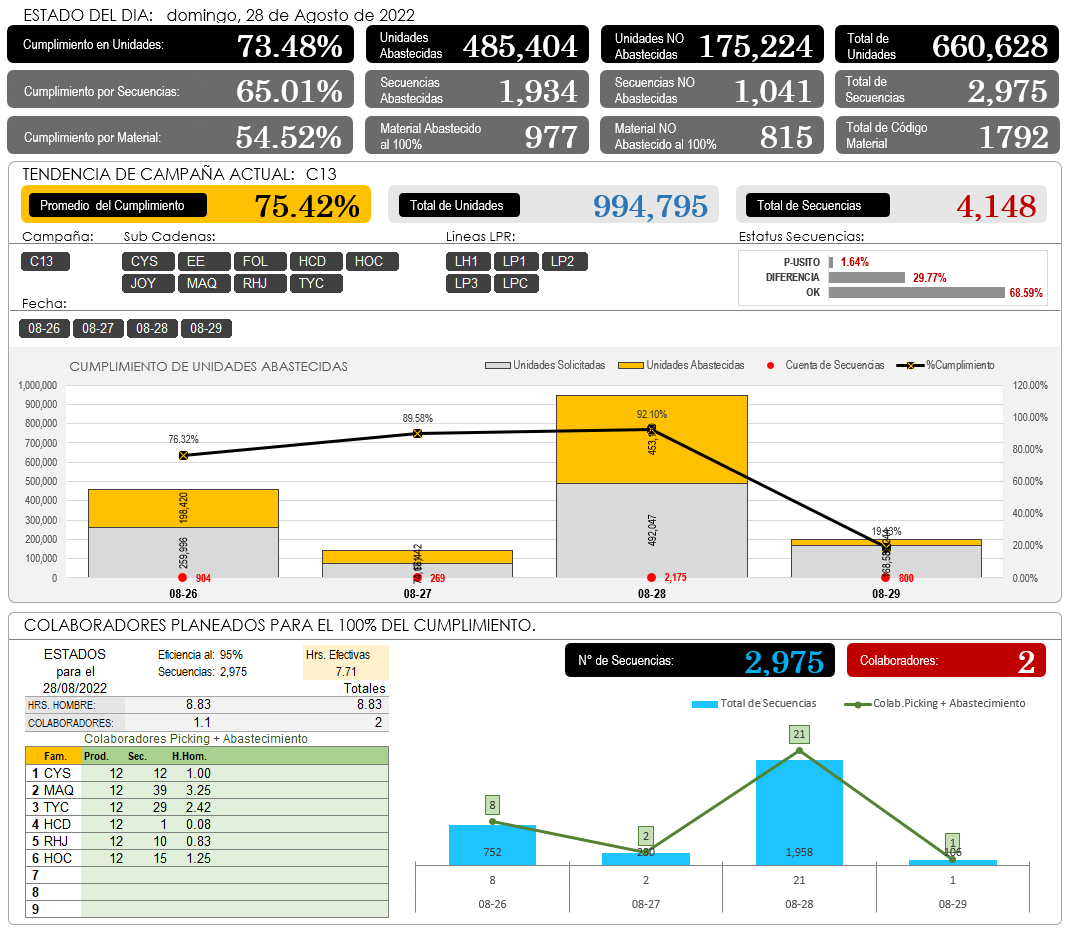 ESTADO DEL DIA: domingo, 28 de Agosto de 2022
Cumplimiento en Unidades: 73.48%
Unidades Abastecidas 485,404
Unidades NO Abastecidas 175,224
Total de Unidades 660,628
Cumplimiento por Secuencias: 65.01%
Secuencias Abastecidas 1,934
Secuencias NO Abastecidas 1,041
Total de Secuencias 2,975
Cumplimiento por Material: 54.52%
Material Abastecido al 100% 977
Material NO Abastecido al 100% 815
Total de Código Material 1792
TENDENCIA DE CAMPAÑA ACTUAL: C13
Promedio del Cumplimiento 75.42%
Total de Unidades 994,795
Total de Secuencias 4,148
Campaña: Sub Cadenas: Lineas LPR: Estatus Secuencias:
C13 CYS EE FOL HCD HOC LH1 LP1 LP2
JOY MAQ RHJ TYC LP3 LPC
P-USITO 1.64%
DIFERENCIA 29.77%
OK 68.59%
Fecha:
08-26 08-27 08-28 08-29
CUMPLIMIENTO DE UNIDADES ABASTECIDAS
Unidades Solicitadas Unidades Abastecidas Cuenta de Secuencias %Cumplimiento
1,000,000 120.00%
900,000
800,000 100.00%
700,000
600,000 80.00%
500,000 60.00%
400,000
300,000 40.00%
200,000 20.00%
100,000
0 0.00%
76.32% 89.58% 92.10% 19.13%
198,420
259,996 492,047
904 269 2,175 800
08-26 08-27 08-28 08-29
COLABORADORES PLANEADOS PARA EL 100% DEL CUMPLIMIENTO.
ESTADOS para el 28/08/2022
Eficiencia al: 95%
Secuencias: 2,975
Hrs. Efectivas
7.71
Totales
HRS. HOMBRE: 8.83 8.83
COLABORADORES: 1.1 2
Colaboradores Picking + Abastecimiento
Fam. Prod. Sec. H.Hom.
1 CYS 12 12 1.00
2 MAQ 12 39 3.25
3 TYC 12 29 2.42
4 HCD 12 1 0.08
5 RHJ 12 10 0.83
6 HOC 12 15 1.25
7
8
9
N° de Secuencias: 2,975
Colaboradores: 2
Total de Secuencias Colab.Picking + Abastecimiento
8 2 21 1
752 1,958
8 2 21 1
08-26 08-27 08-28 08-29